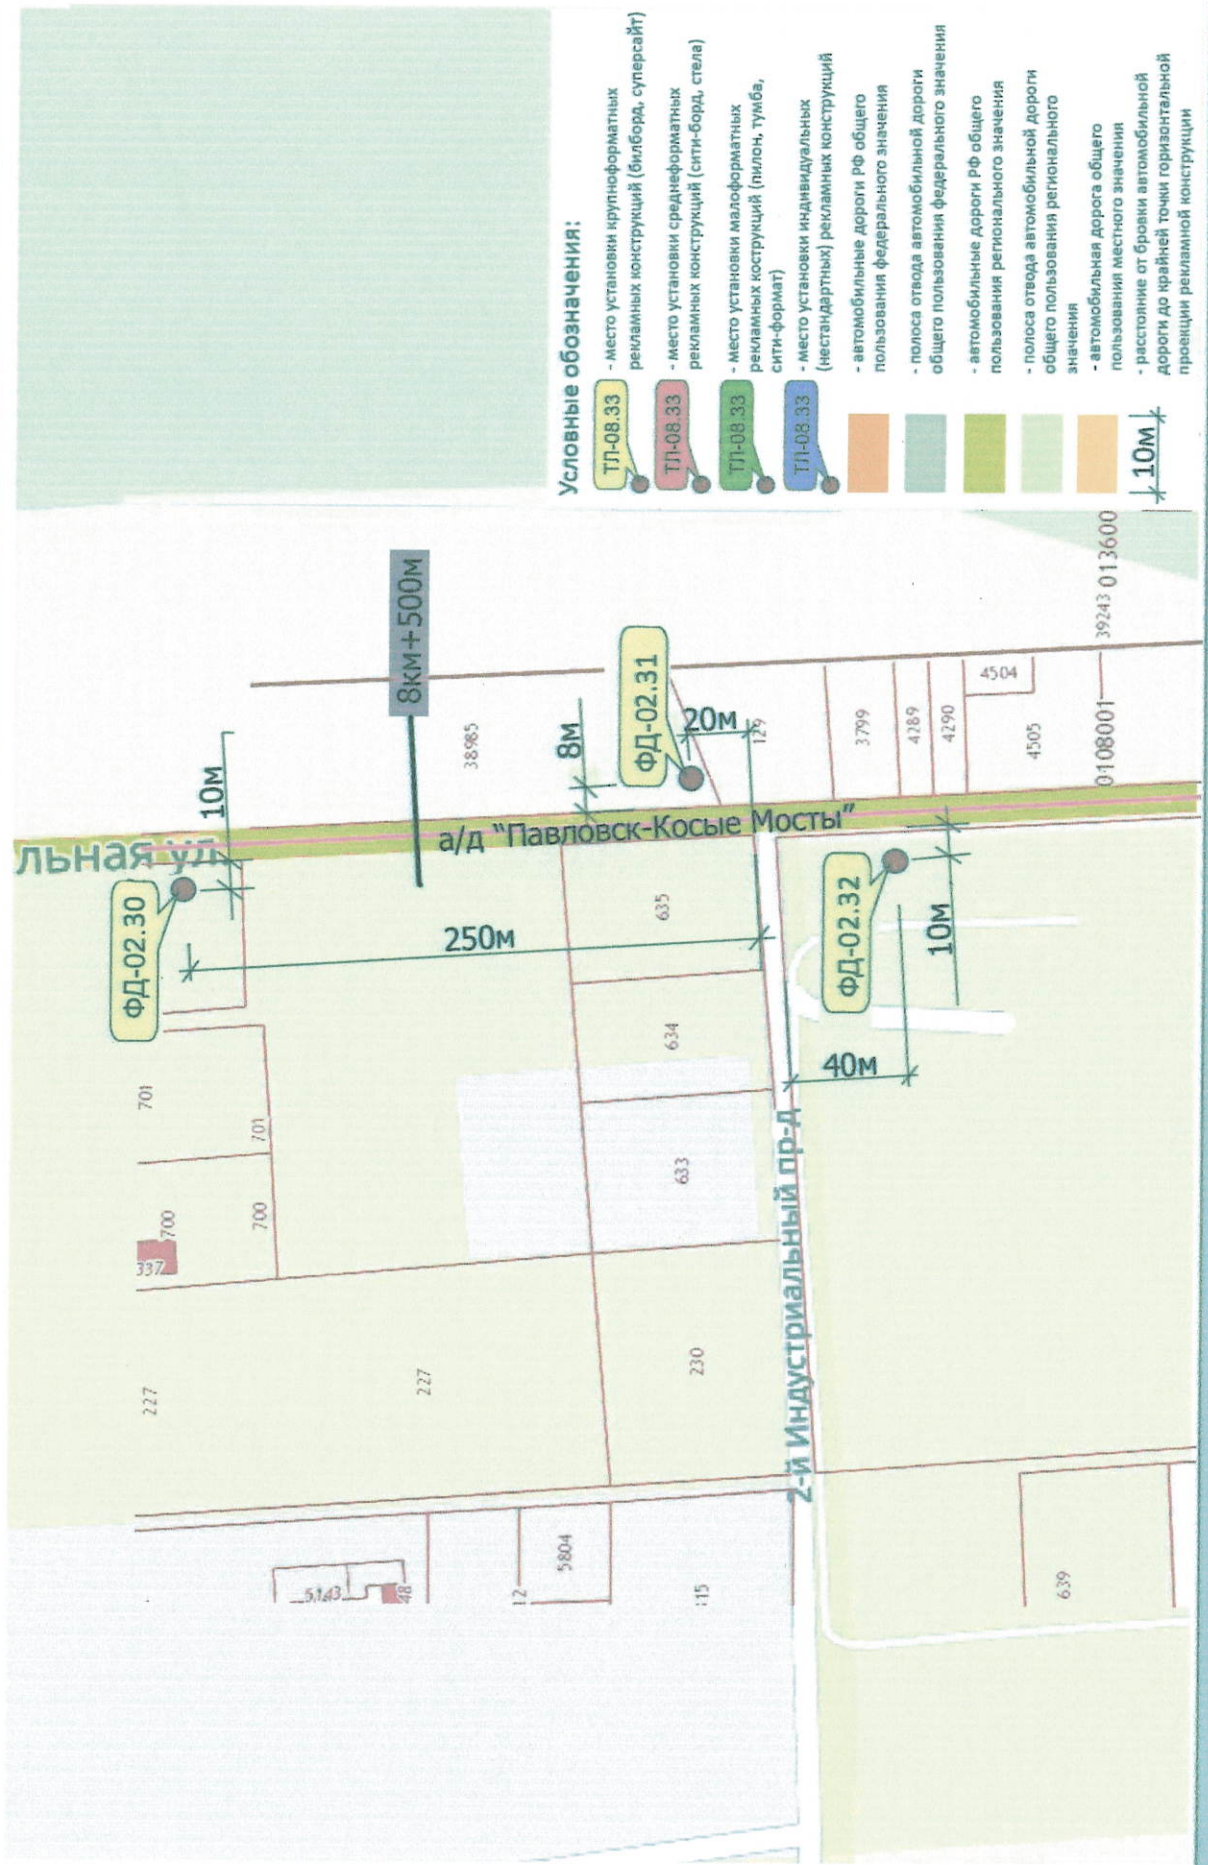 льная ул
ФД-02.30
10м
8км+500м
38985
8м
ФД-02.31
20м
129
а/д "Павловск-Косые Мосты"
3799
4289
4290
4504
4505
0108001
39243
013600
250м
635
634
633
230
ФД-02.32
10м
40м
2-й Индустриальный пр-д
701
701
700
700
337
227
227
5143
48
12
5804
115
639
Условные обозначения:
ТЛ-08.33
- место установки крупноформатных
рекламных конструкций (билборд, суперсайт)
ТЛ-08.33
- место установки среднеформатных
рекламных конструкций (сити-борд, стела)
ТЛ-08.33
- место установки малоформатных
рекламных кострукций (пилон, тумба,
сити-формат)
ТЛ-08.33
- место установки индивидуальных
(нестандартных) рекламных конструкций
- автомобильные дороги РФ общего
пользования федерального значения
- полоса отвода автомобильной дороги
общего пользования федерального значения
- автомобильные дороги РФ общего
пользования регионального значения
- полоса отвода автомобильной дороги
общего пользования регионального
значения
- автомобильная дорога общего
пользования местного значения
10м
- расстояние от бровки автомобильной
дороги до крайней точки горизонтальной
проекции рекламной конструкции